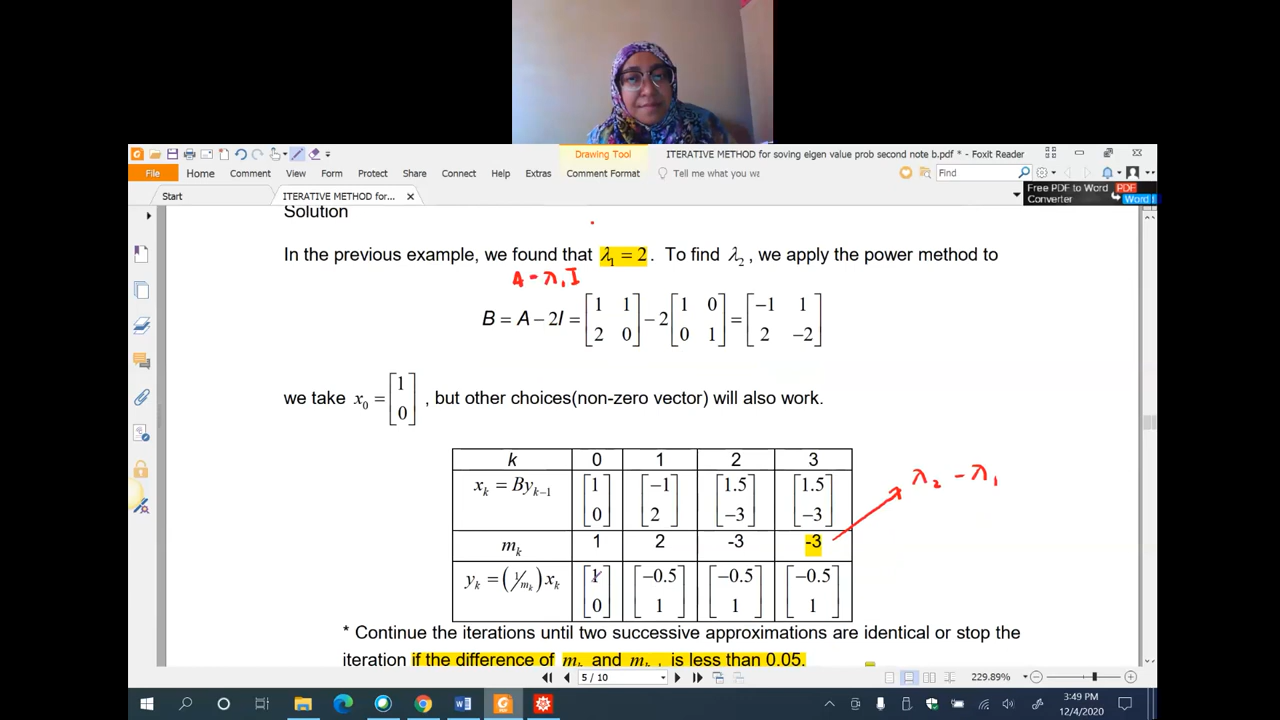 Drawing Tool
ITERATIVE METHOD for soving eigen value prob second note b.pdf * - Foxit Reader
File Home Comment View Form Protect Share Connect Help Extras Comment Format Tell me what you wa Find
Start ITERATIVE METHOD for...
Free PDF to Word Converter PDF Word
Solution
In the previous example, we found that λ₁ = 2. To find λ₂, we apply the power method to
A - λ₁I
B = A − 2I = [1 1; 2 0] − 2[1 0; 0 1] = [−1 1; 2 −2]
we take x₀ = [1; 0], but other choices(non-zero vector) will also work.
k 0 1 2 3
xₖ = Byₖ₋₁ [1; 0] [−1; 2] [1.5; −3] [1.5; −3]
λ₂ - λ₁
mₖ 1 2 -3 -3
yₖ = (1/mₖ)xₖ [1; 0] [−0.5; 1] [−0.5; 1] [−0.5; 1]
* Continue the iterations until two successive approximations are identical or stop the
iteration if the difference of and is less than 0.05.
5 / 10
229.89%
3:49 PM
12/4/2020